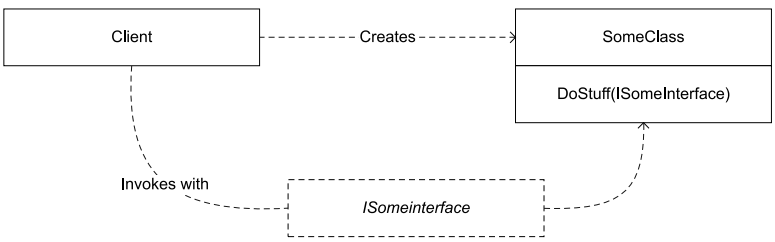 Client
Creates
SomeClass
DoStuff(ISomeInterface)
Invokes with
ISomeinterface